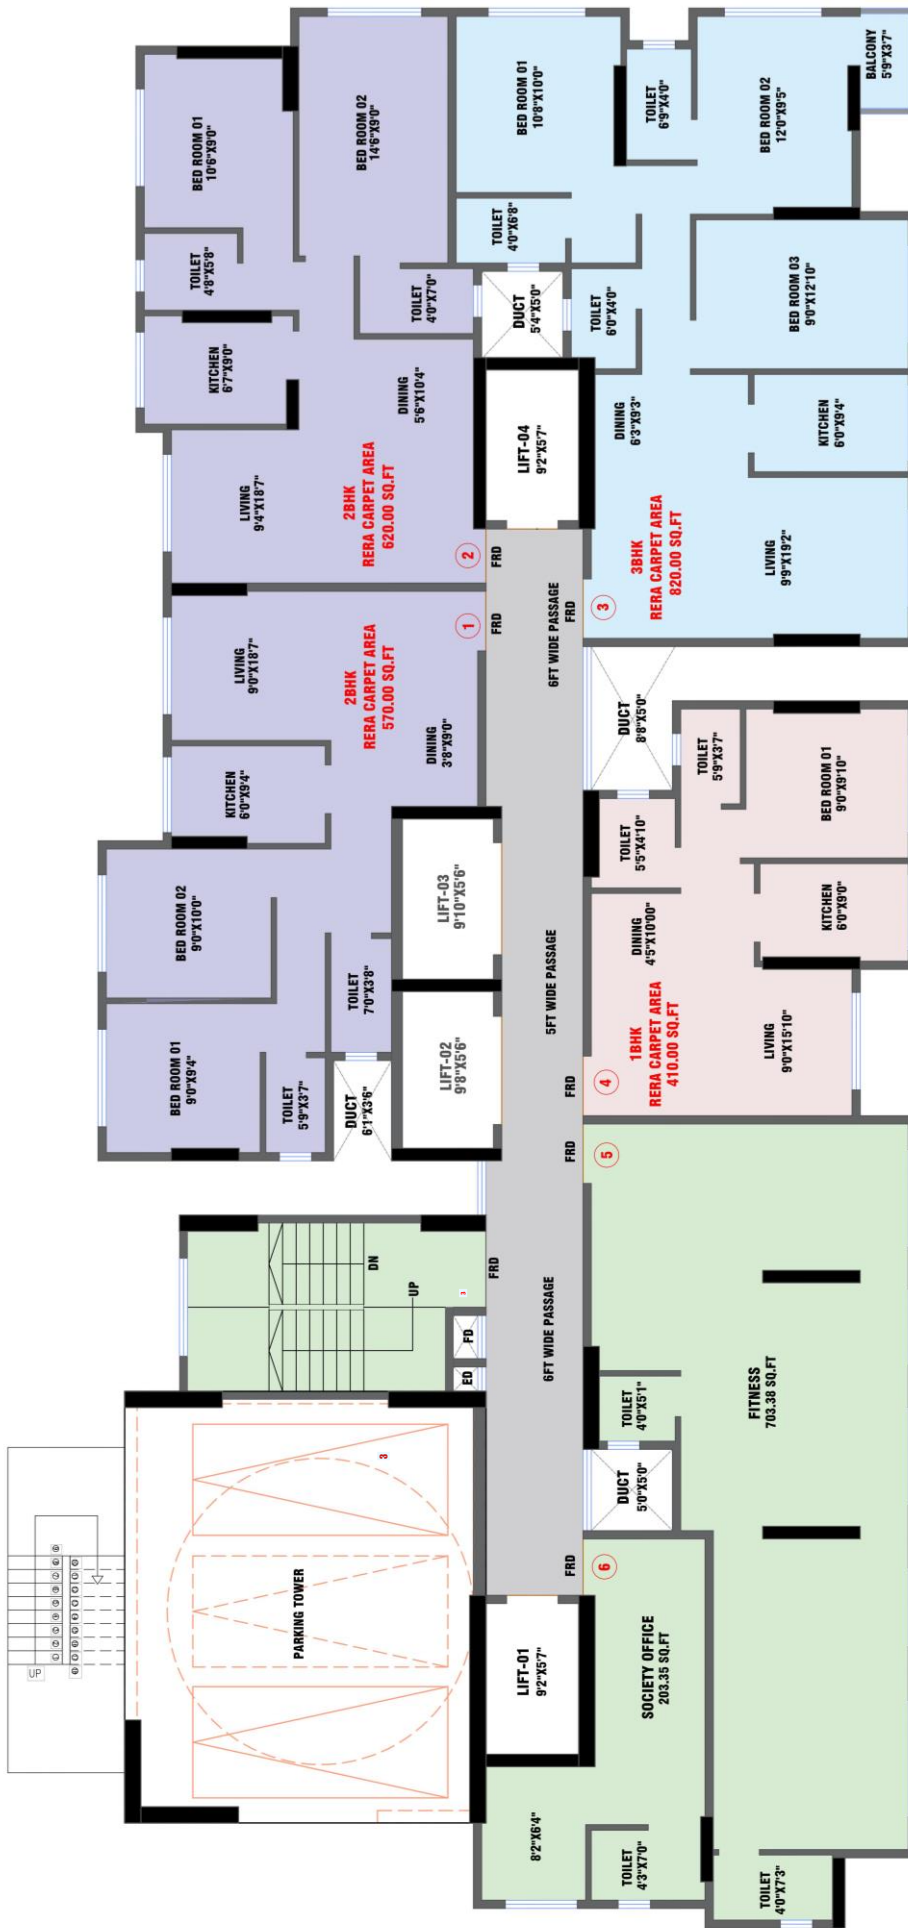 BED ROOM 01
10'6"X9'0"
BED ROOM 02
14'6"X9'0"
TOILET
4'8"X5'8"
TOILET
4'0"X7'0"
KITCHEN
6'7"X9'0"
DINING
5'6"X10'4"
LIVING
9'4"X18'7"
2BHK
RERA CARPET AREA
620.00 SQ.FT
2
FRD
BED ROOM 01
10'8"X10'0"
TOILET
6'9"X4'0"
BED ROOM 02
12'0"X9'5"
BALCONY
5'9"X3'7"
TOILET
4'0"X6'8"
DUCT
5'4"X5'0"
TOILET
6'0"X4'0"
BED ROOM 03
9'0"X12'10"
LIFT-04
9'2"X5'7"
DINING
6'3"X9'3"
KITCHEN
6'0"X9'4"
3BHK
RERA CARPET AREA
820.00 SQ.FT
LIVING
9'9"X19'2"
3
FRD
6FT WIDE PASSAGE
LIVING
9'0"X18'7"
2BHK
RERA CARPET AREA
570.00 SQ.FT
1
FRD
KITCHEN
6'0"X9'4"
DINING
3'8"X9'0"
BED ROOM 02
9'0"X10'0"
BED ROOM 01
9'0"X9'4"
TOILET
7'0"X3'8"
TOILET
5'9"X3'7"
DUCT
6'1"X3'6"
LIFT-03
9'10"X5'6"
LIFT-02
9'8"X5'6"
5FT WIDE PASSAGE
DUCT
8'8"X5'0"
TOILET
5'9"X3'7"
TOILET
5'5"X4'10"
BED ROOM 01
9'0"X9'10"
DINING
4'5"X10'00"
KITCHEN
6'0"X9'0"
1BHK
RERA CARPET AREA
410.00 SQ.FT
LIVING
9'0"X15'10"
4
FRD
5
FRD
DN
UP
FRD
3
FD
ED
6FT WIDE PASSAGE
TOILET
4'0"X5'1"
DUCT
5'0"X5'0"
FITNESS
703.38 SQ.FT
PARKING TOWER
3
UP
FRD
6
LIFT-01
9'2"X5'7"
SOCIETY OFFICE
203.35 SQ.FT
8'2"X6'4"
TOILET
4'3"X7'0"
TOILET
4'0"X7'3"